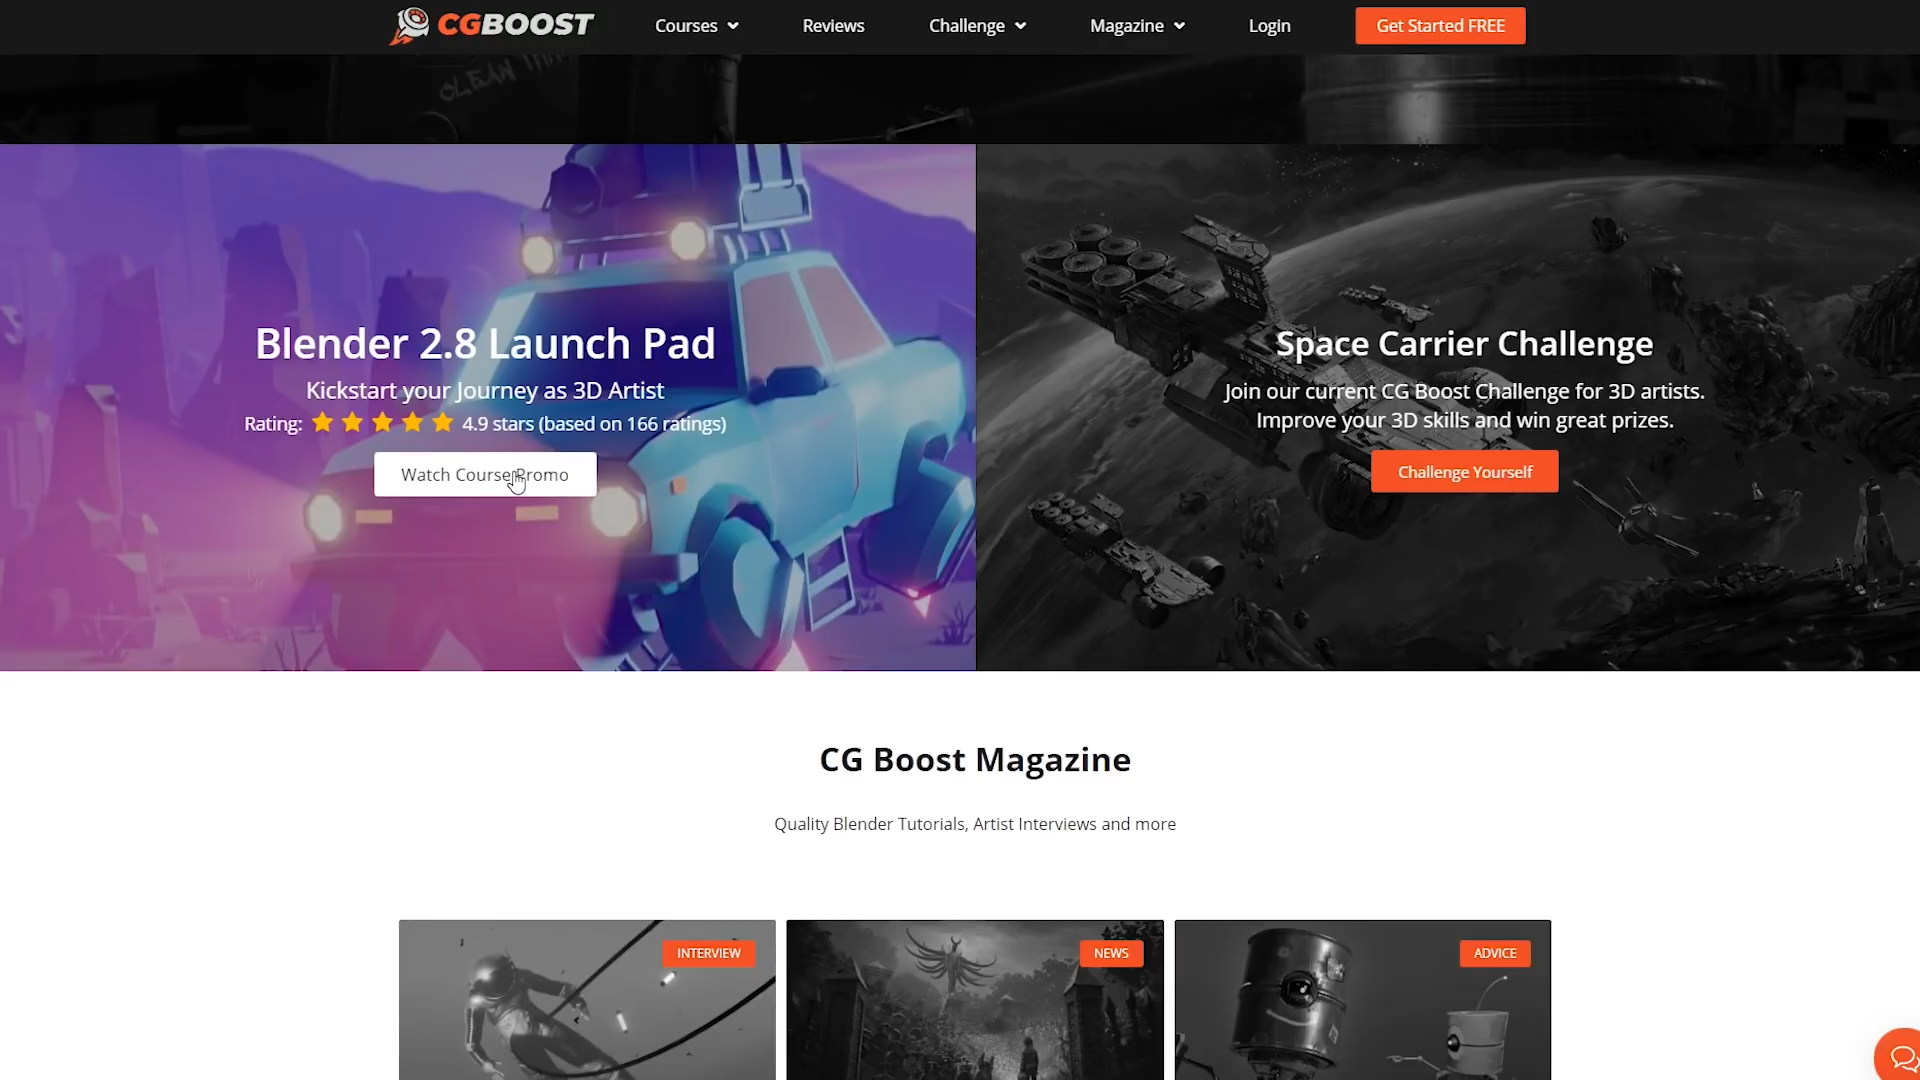 CGBOOST
Courses
Reviews
Challenge
Magazine
Login
Get Started FREE
Blender 2.8 Launch Pad
Kickstart your Journey as 3D Artist
Rating: 4.9 stars (based on 166 ratings)
Watch Course Promo
Space Carrier Challenge
Join our current CG Boost Challenge for 3D artists.
Improve your 3D skills and win great prizes.
Challenge Yourself
CG Boost Magazine
Quality Blender Tutorials, Artist Interviews and more
INTERVIEW
NEWS
ADVICE